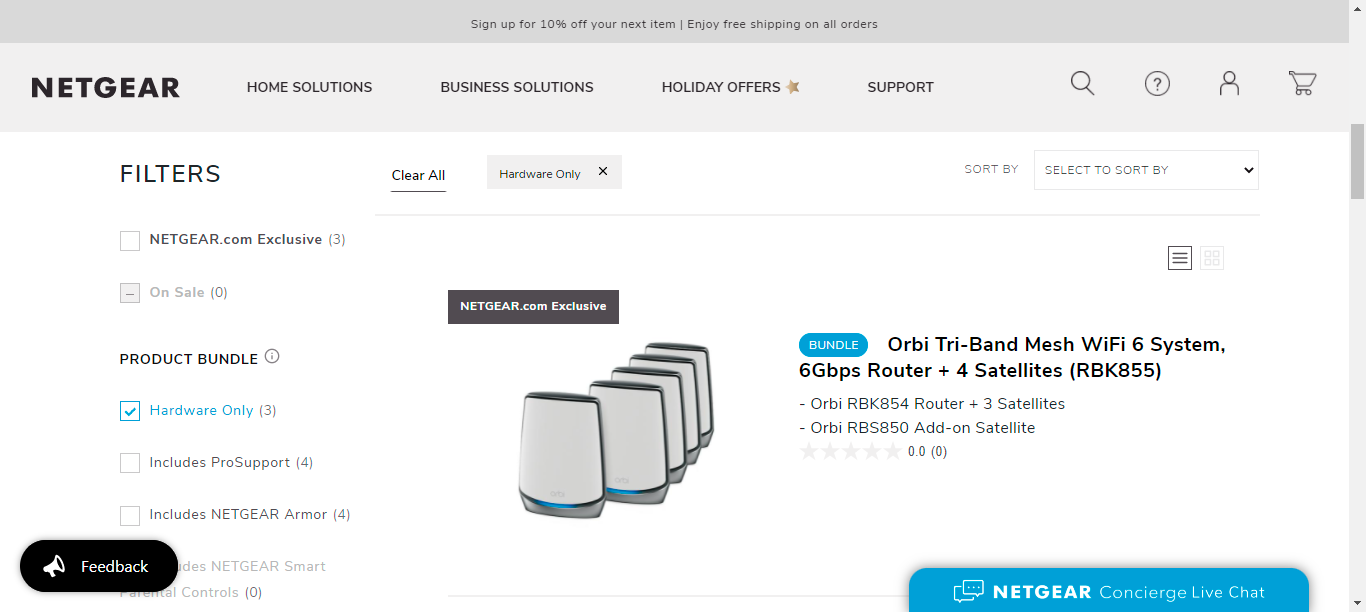 Sign up for 10% off your next item | Enjoy free shipping on all orders
NETGEAR
HOME SOLUTIONS
BUSINESS SOLUTIONS
HOLIDAY OFFERS
SUPPORT
FILTERS
Clear All
Hardware Only ✕
SORT BY
SELECT TO SORT BY
NETGEAR.com Exclusive (3)
On Sale (0)
PRODUCT BUNDLE
Hardware Only (3)
Includes ProSupport (4)
Includes NETGEAR Armor (4)
udes NETGEAR Smart
Parental Controls (0)
Feedback
NETGEAR.com Exclusive
orbi
orbi
BUNDLE Orbi Tri-Band Mesh WiFi 6 System,
6Gbps Router + 4 Satellites (RBK855)
- Orbi RBK854 Router + 3 Satellites
- Orbi RBS850 Add-on Satellite
0.0 (0)
NETGEAR Concierge Live Chat